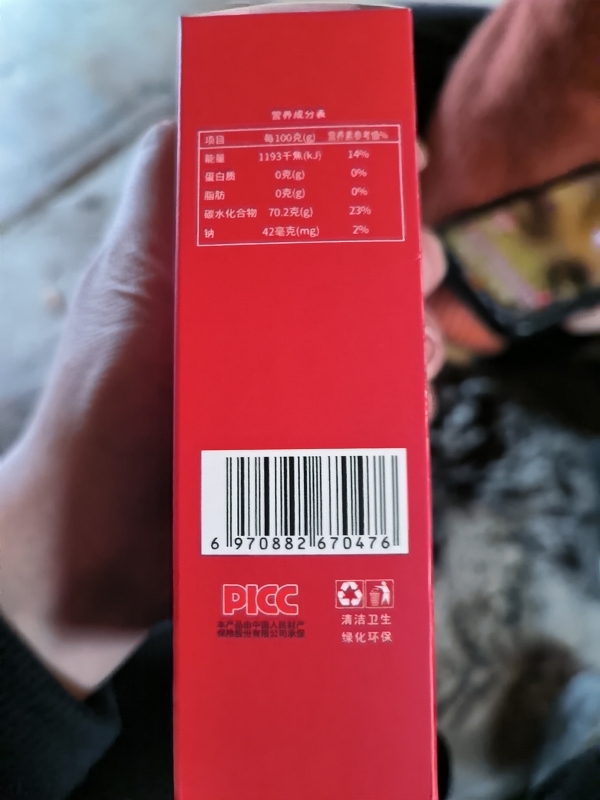 营养成分表
项目 每100克(g) 营养素参考值%
能量 1193千焦(kJ) 14%
蛋白质 0克(g) 0%
脂肪 0克(g) 0%
碳水化合物 70.2克(g) 23%
钠 42毫克(mg) 2%
6 970882 670476
PICC
本产品由中国人民财产
保险股份有限公司承保
清洁卫生
绿化环保